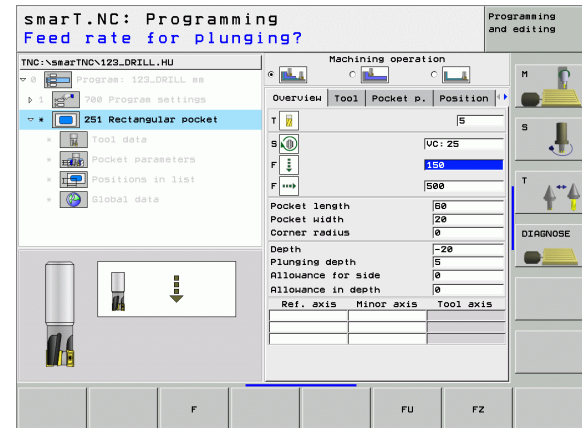 smarT.NC: Programming
Programming and editing
Feed rate for plunging?
TNC:\smarTNC\123_DRILL.HU
0 Program: 123_DRILL mm
1 700 Program settings
* 251 Rectangular pocket
* Tool data
* Pocket parameters
* Positions in list
* Global data
Machining operation
Overview Tool Pocket p. Position
T 5
S VC:25
F 150
F 500
Pocket length 60
Pocket width 20
Corner radius 0
Depth -20
Plunging depth 5
Allowance for side 0
Allowance in depth 0
Ref. axis Minor axis Tool axis
M
S
T
DIAGNOSE
F FU FZ